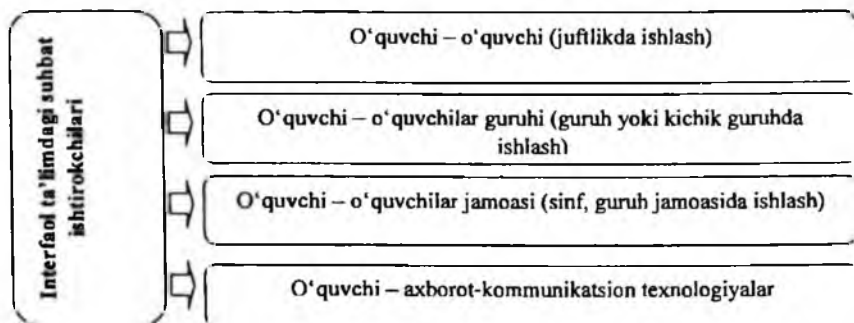 Interfaol ta’limdagi suhbat
ishtirokchilari
O‘quvchi – o‘quvchi (juftlikda ishlash)
O‘quvchi – o‘quvchilar guruhi (guruh yoki kichik guruhda
ishlash)
O‘quvchi – o‘quvchilar jamoasi (sinf, guruh jamoasida ishlash)
O‘quvchi – axborot-kommunikatsion texnologiyalar